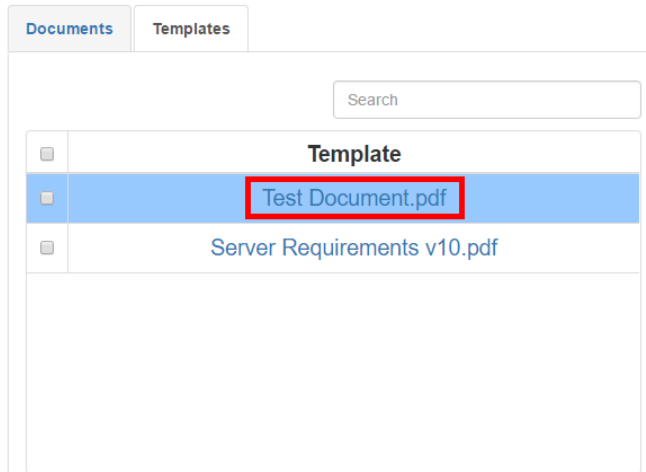 Documents Templates
Search
Template
Test Document.pdf
Server Requirements v10.pdf